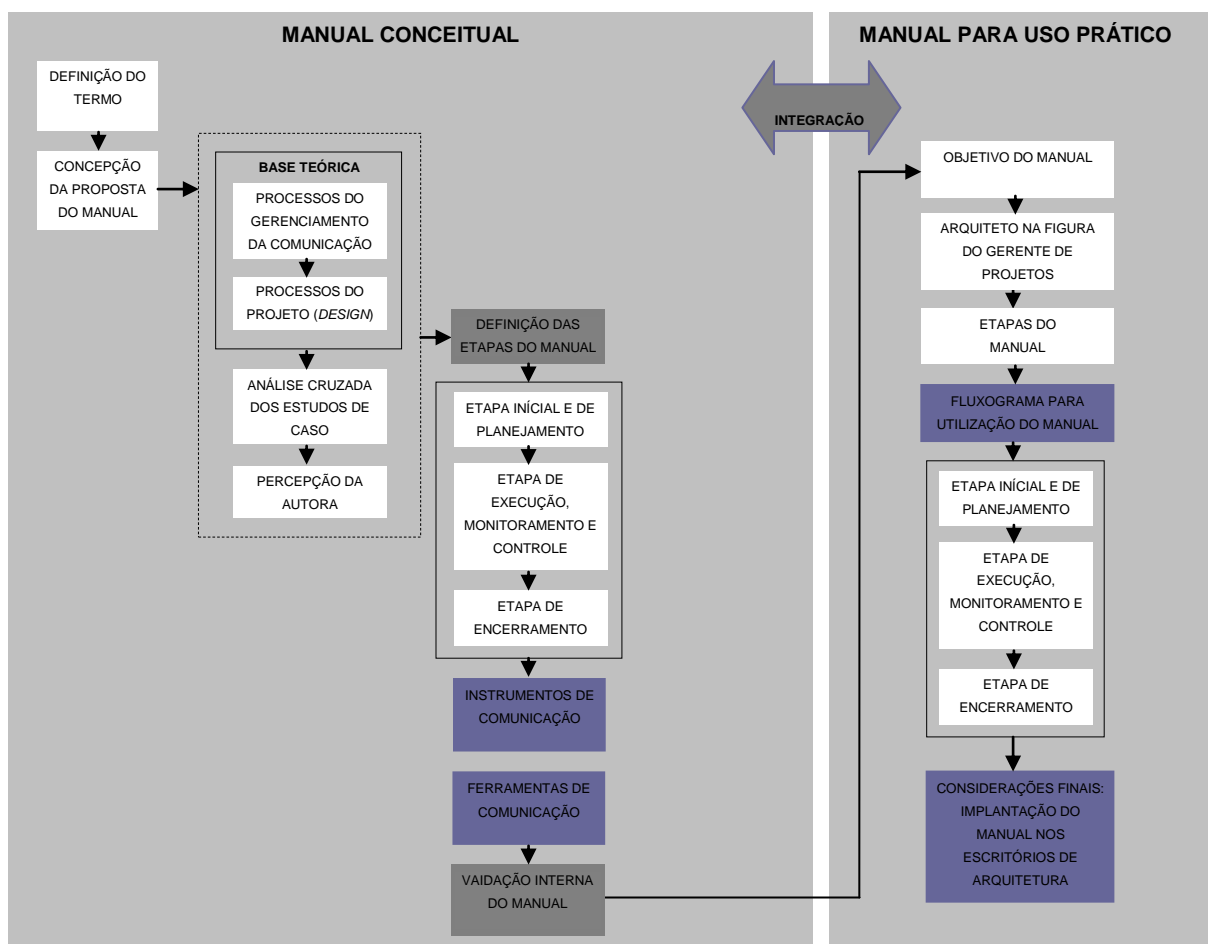 MANUAL CONCEITUAL
DEFINIÇÃO DO
TERMO
CONCEPÇÃO
DA PROPOSTA
DO MANUAL
BASE TEÓRICA
PROCESSOS DO
GERENCIAMENTO
DA COMUNICAÇÃO
PROCESSOS DO
PROJETO (DESIGN)
ANÁLISE CRUZADA
DOS ESTUDOS DE
CASO
PERCEPÇÃO DA
AUTORA
DEFINIÇÃO DAS
ETAPAS DO MANUAL
ETAPA INÍCIAL E DE
PLANEJAMENTO
ETAPA DE
EXECUÇÃO,
MONITORAMENTO E
CONTROLE
ETAPA DE
ENCERRAMENTO
INSTRUMENTOS DE
COMUNICAÇÃO
FERRAMENTAS DE
COMUNICAÇÃO
VAIDAÇÃO INTERNA
DO MANUAL
INTEGRAÇÃO
MANUAL PARA USO PRÁTICO
OBJETIVO DO MANUAL
ARQUITETO NA FIGURA
DO GERENTE DE
PROJETOS
ETAPAS DO
MANUAL
FLUXOGRAMA PARA
UTILIZAÇÃO DO MANUAL
ETAPA INÍCIAL E DE
PLANEJAMENTO
ETAPA DE
EXECUÇÃO,
MONITORAMENTO E
CONTROLE
ETAPA DE
ENCERRAMENTO
CONSIDERAÇÕES FINAIS:
IMPLANTAÇÃO DO
MANUAL NOS
ESCRITÓRIOS DE
ARQUITETURA